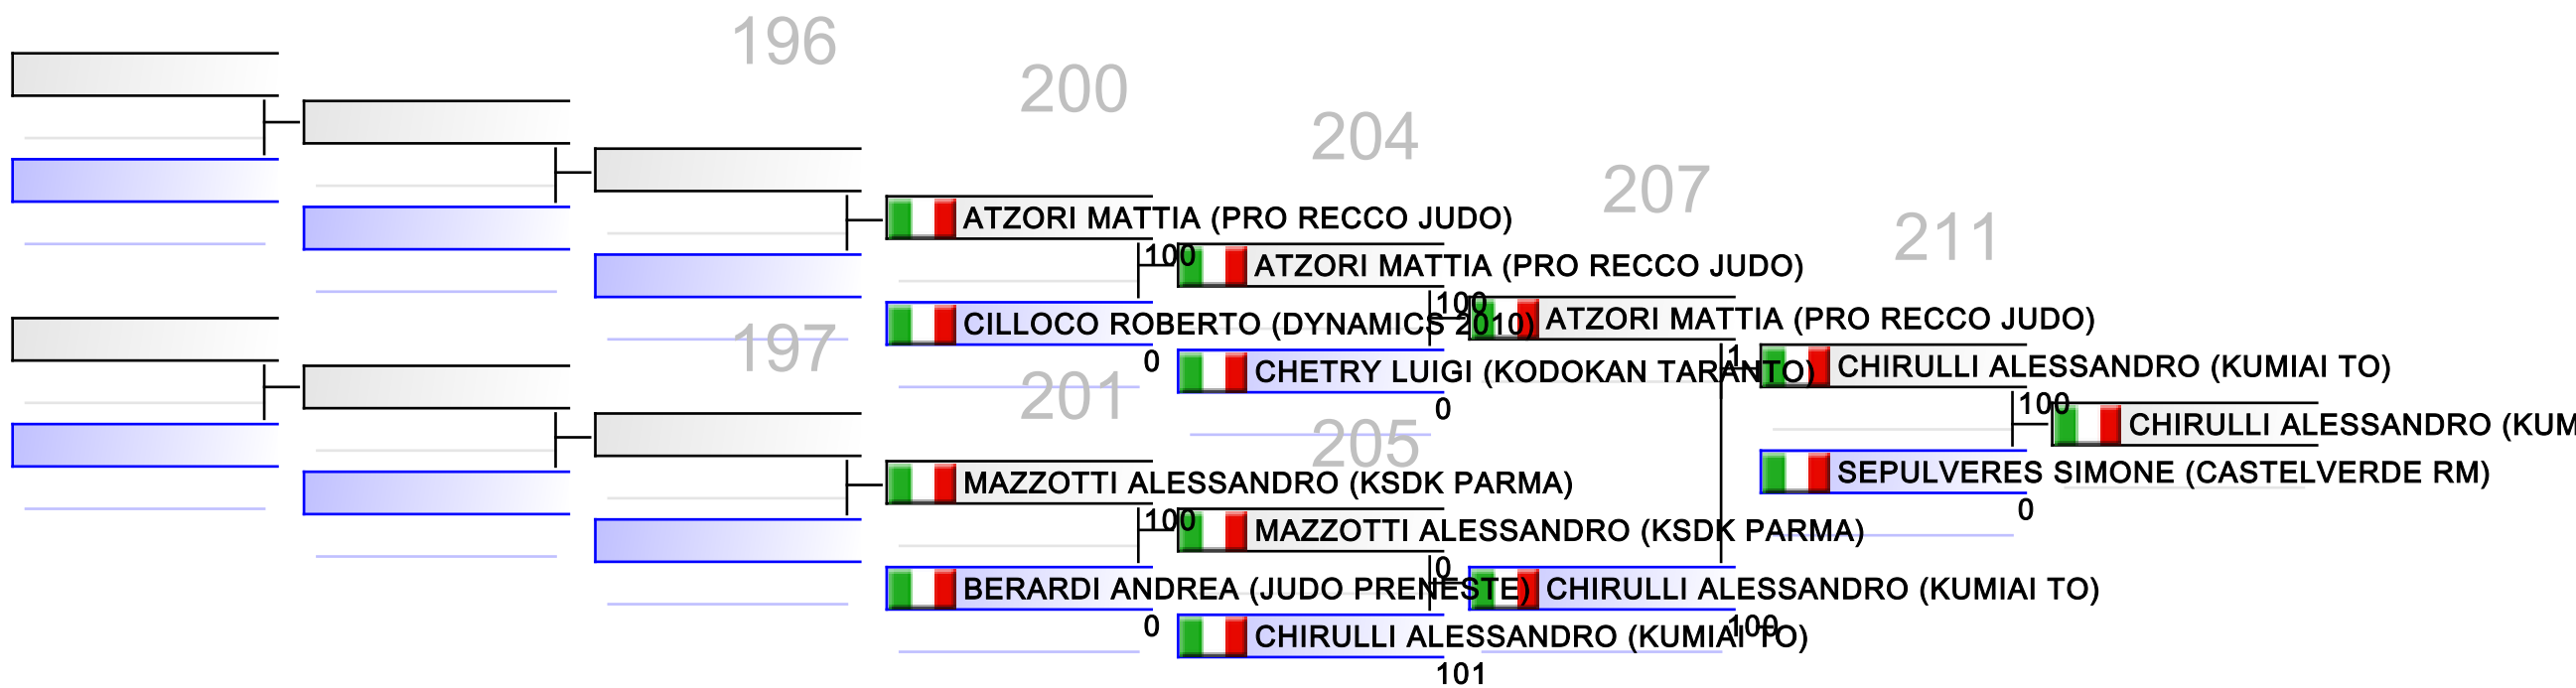 196
200
204
207
211
ATZORI MATTIA (PRO RECCO JUDO)
100
ATZORI MATTIA (PRO RECCO JUDO)
100
CILLOCO ROBERTO (DYNAMICS 2010)
0
ATZORI MATTIA (PRO RECCO JUDO)
1
CHETRY LUIGI (KODOKAN TARANTO)
0
CHIRULLI ALESSANDRO (KUMIAI TO)
100
CHIRULLI ALESSANDRO (KUM
197
201
205
SEPULVERES SIMONE (CASTELVERDE RM)
0
MAZZOTTI ALESSANDRO (KSDK PARMA)
100
MAZZOTTI ALESSANDRO (KSDK PARMA)
0
BERARDI ANDREA (JUDO PRENESTE)
0
CHIRULLI ALESSANDRO (KUMIAI TO)
100
CHIRULLI ALESSANDRO (KUMIAI TO)
101